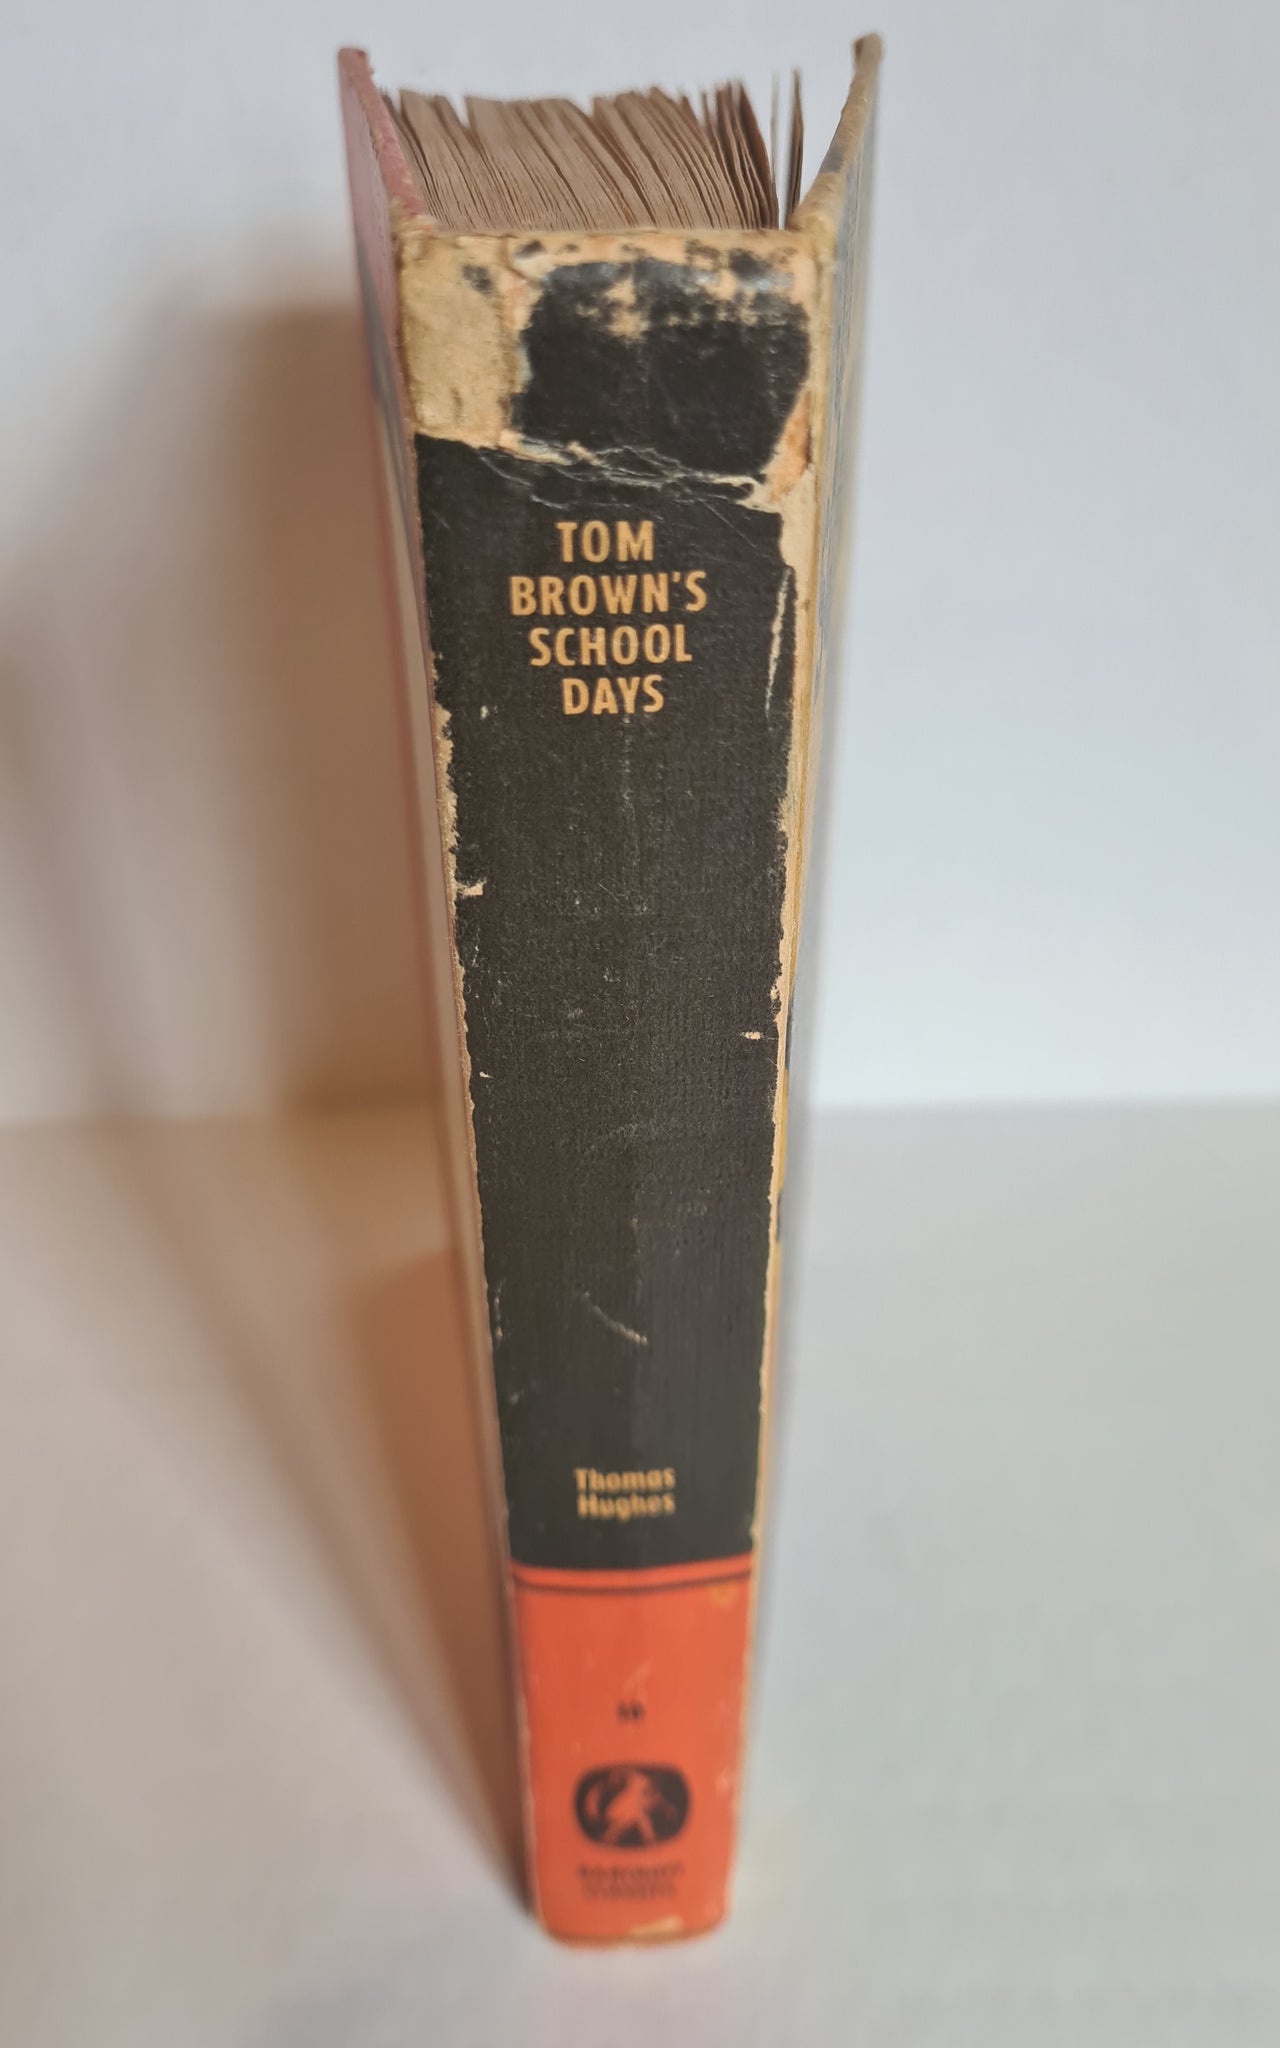 TOM
BROWN'S
SCHOOL
DAYS
Thomas
Hughes